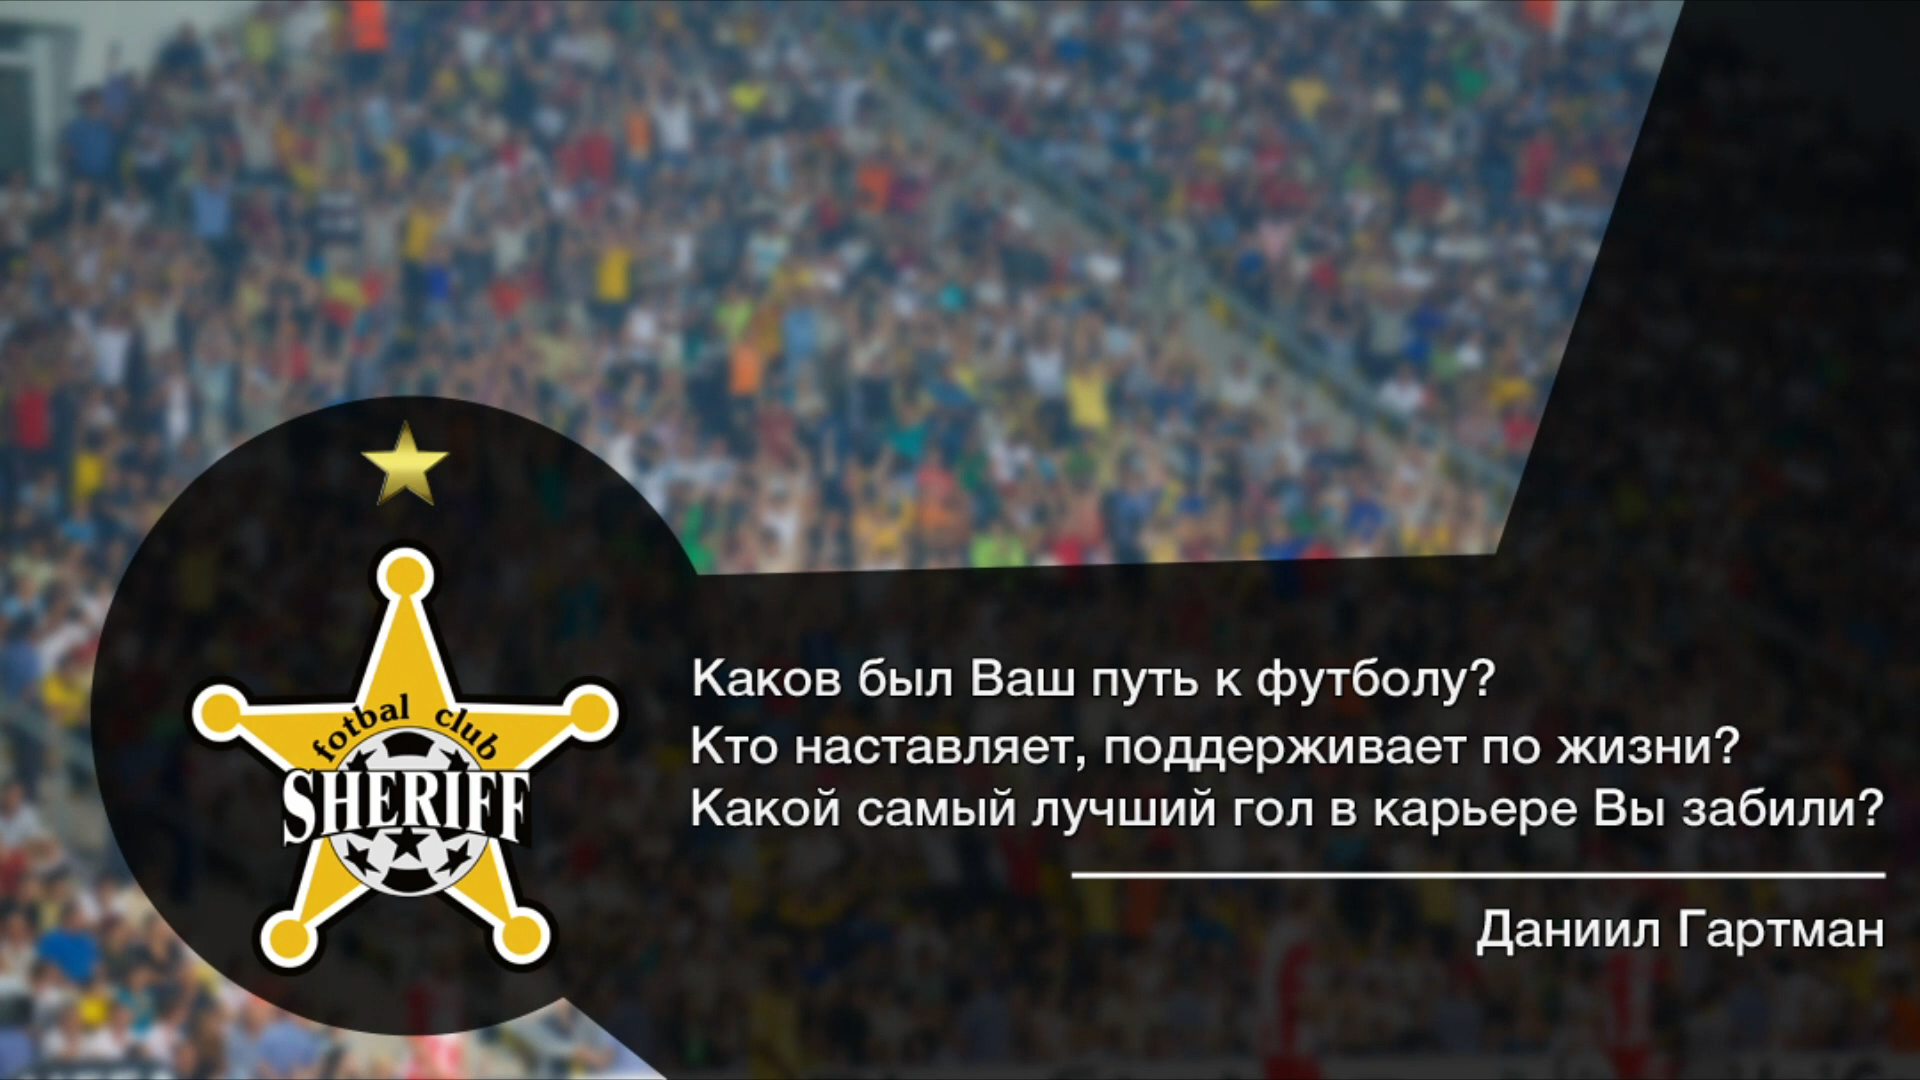 fotbal club
SHERIFF
Каков был Ваш путь к футболу?
Кто наставляет, поддерживает по жизни?
Какой самый лучший гол в карьере Вы забили?
Даниил Гартман